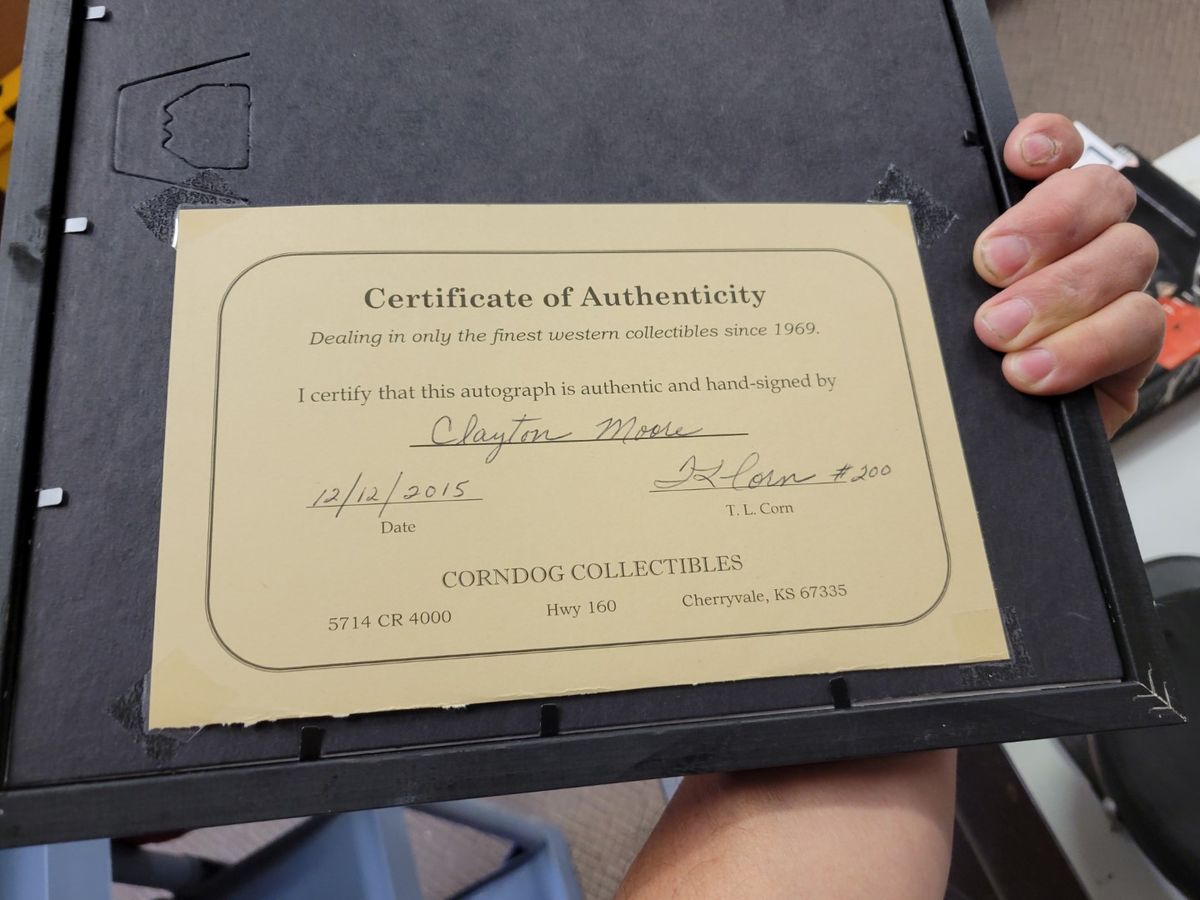 Certificate of Authenticity
Dealing in only the finest western collectibles since 1969.
I certify that this autograph is authentic and hand-signed by
Clayton Moore
12/12/2015 TL Corn #200
Date T. L. Corn
CORNDOG COLLECTIBLES
5714 CR 4000 Hwy 160 Cherryvale, KS 67335